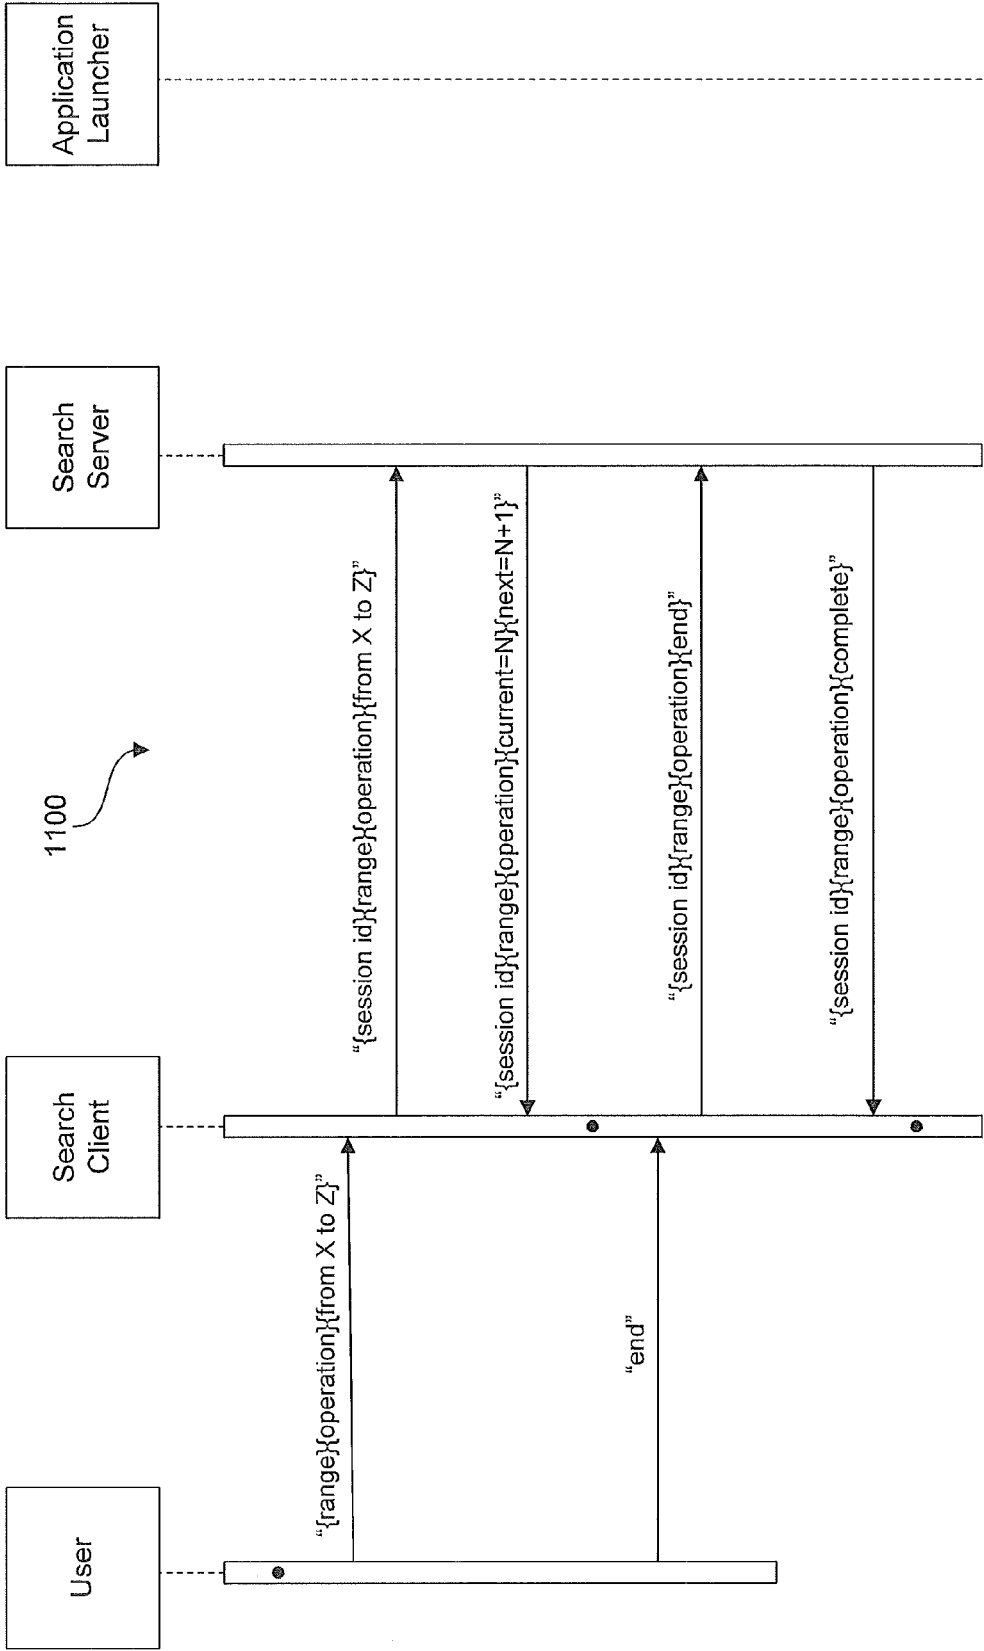 1100
User
Search
Client
Search
Server
Application
Launcher
“{range}{operation}{from X to Z}”
“{session id}{range}{operation}{from X to Z}”
“{session id}{range}{operation}{current=N}{next=N+1}”
“end”
“{session id}{range}{operation}{end}”
“{session id}{range}{operation}{complete}”